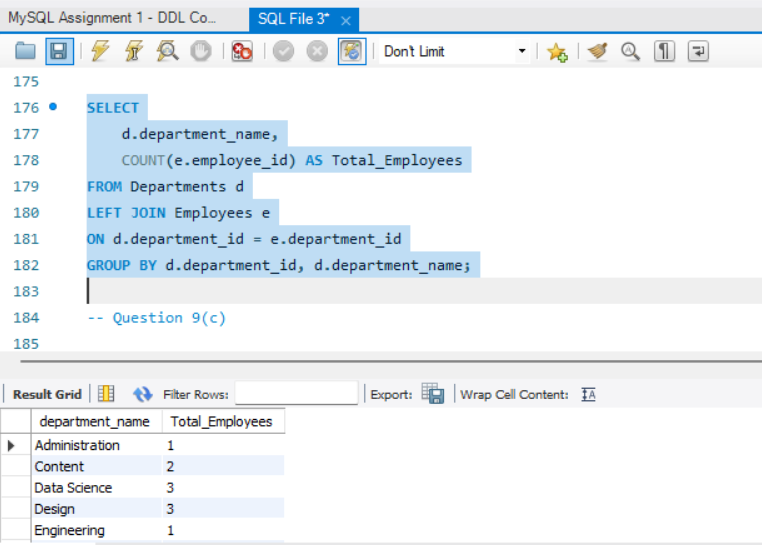 MySQL Assignment 1 - DDL Co...
SQL File 3*
Don't Limit
175
176 SELECT
177 d.department_name,
178 COUNT(e.employee_id) AS Total_Employees
179 FROM Departments d
180 LEFT JOIN Employees e
181 ON d.department_id = e.department_id
182 GROUP BY d.department_id, d.department_name;
183
184 -- Question 9(c)
185
Result Grid Filter Rows: Export: Wrap Cell Content: IA
department_name Total_Employees
Administration 1
Content 2
Data Science 3
Design 3
Engineering 1